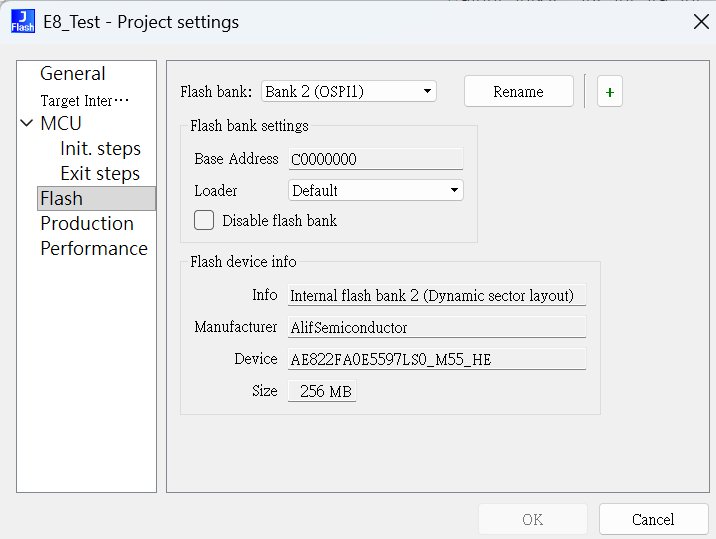 J
Flash
E8_Test - Project settings
General
Target Inter...
MCU
Init. steps
Exit steps
Flash
Production
Performance
Flash bank: Bank 2 (OSPI1) Rename +
Flash bank settings
Base Address C0000000
Loader Default
Disable flash bank
Flash device info
Info Internal flash bank 2 (Dynamic sector layout)
Manufacturer AlifSemiconductor
Device AE822FA0E5597LS0_M55_HE
Size 256 MB
OK Cancel